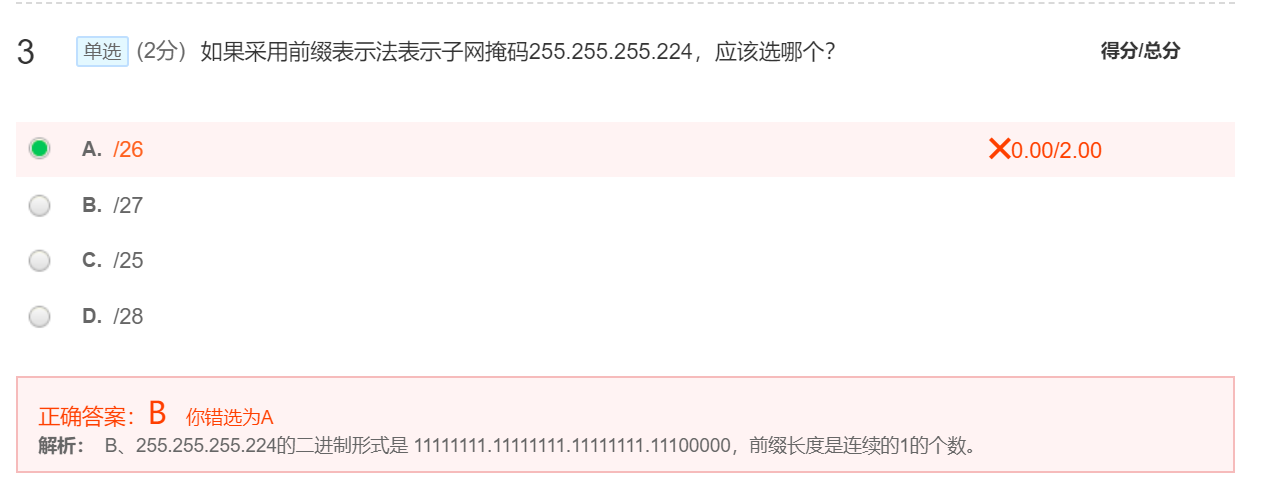 3 单选 (2分) 如果采用前缀表示法表示子网掩码255.255.255.224，应该选哪个？ 得分/总分
A. /26 ×0.00/2.00
B. /27
C. /25
D. /28
正确答案：B 你错选为A
解析： B、255.255.255.224的二进制形式是 11111111.11111111.11111111.11100000，前缀长度是连续的1的个数。